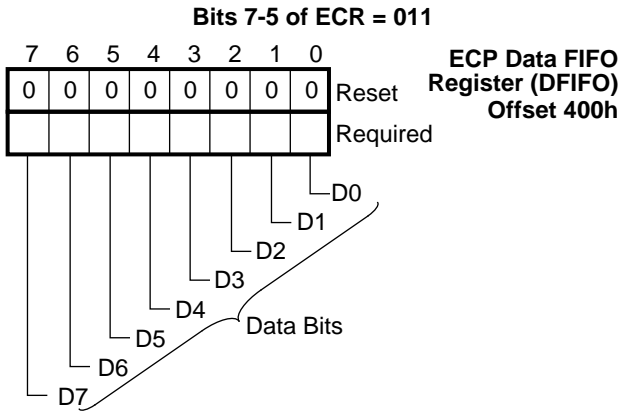 Bits 7-5 of ECR = 011
7 6 5 4 3 2 1 0
ECP Data FIFO
Register (DFIFO)
Offset 400h
0 0 0 0 0 0 0 0 Reset
Required
D0
D1
D2
D3
D4
Data Bits
D5
D6
D7